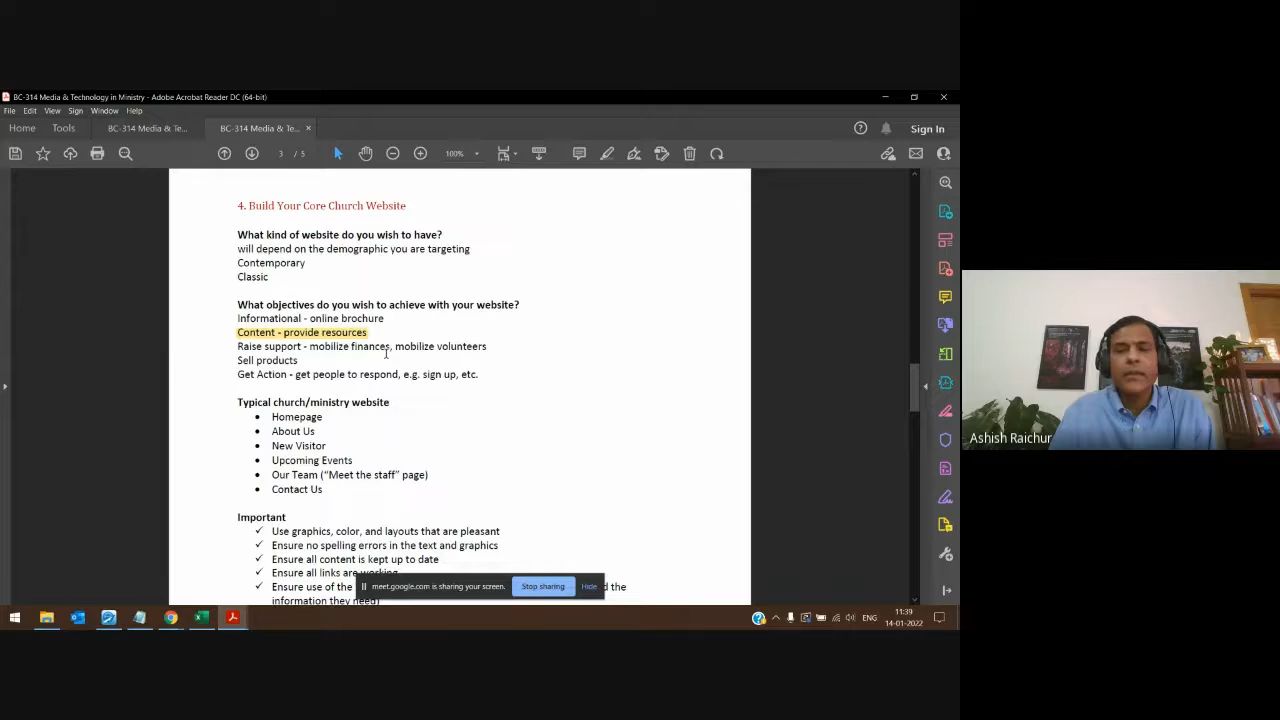 BC-314 Media & Technology in Ministry - Adobe Acrobat Reader DC (64-bit)
File Edit View Sign Window Help
Home Tools BC-314 Media & Te... BC-314 Media & Te... × Sign In
3 / 5 100%
4. Build Your Core Church Website
What kind of website do you wish to have?
will depend on the demographic you are targeting
Contemporary
Classic
What objectives do you wish to achieve with your website?
Informational - online brochure
Content - provide resources
Raise support - mobilize finances, mobilize volunteers
Sell products
Get Action - get people to respond, e.g. sign up, etc.
Typical church/ministry website
• Homepage
• About Us
• New Visitor
• Upcoming Events
• Our Team ("Meet the staff" page)
• Contact Us
Important
✓ Use graphics, color, and layouts that are pleasant
✓ Ensure no spelling errors in the text and graphics
✓ Ensure all content is kept up to date
✓ Ensure all links are working
✓ Ensure use of the
the
information they need)
meet.google.com is sharing your screen. Stop sharing Hide
Ashish Raichur
ENG
11:39
14-01-2022